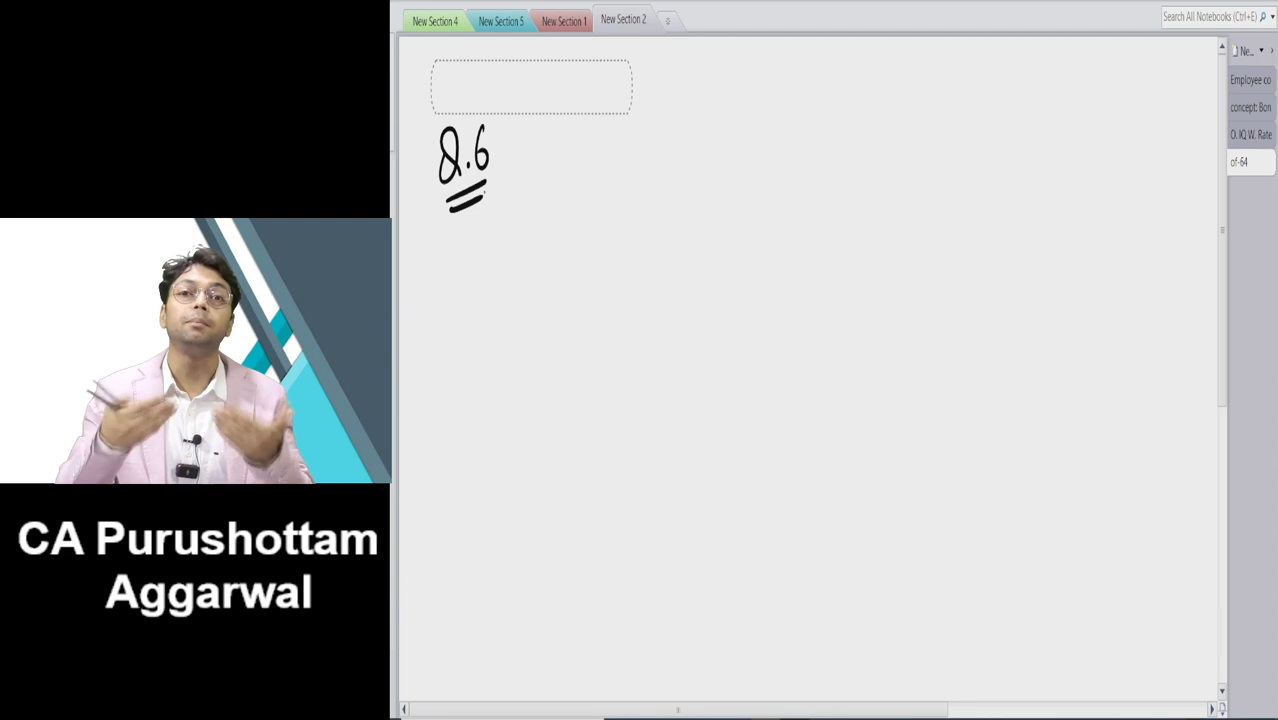 New Section 4
New Section 5
New Section 1
New Section 2
Search All Notebooks (Ctrl+E)
Ne...
Employee co
concept: Bon
O. IQ W. Rate
of-64
Q.6
CA Purushottam
Aggarwal